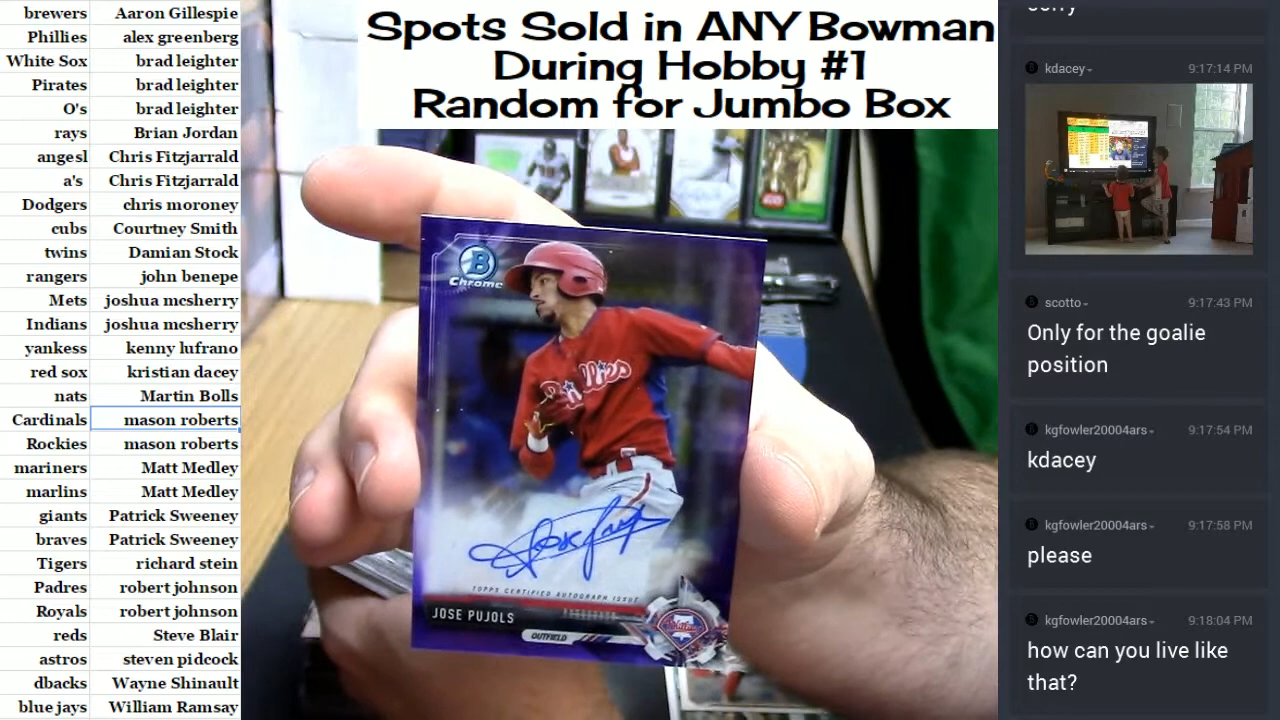 brewers Aaron Gillespie
Phillies alex greenberg
White Sox brad leighter
Pirates brad leighter
O's brad leighter
rays Brian Jordan
angesl Chris Fitzjarrald
a's Chris Fitzjarrald
Dodgers chris moroney
cubs Courtney Smith
twins Damian Stock
rangers john benepe
Mets joshua mcsherry
Indians joshua mcsherry
yankess kenny lufrano
red sox kristian dacey
nats Martin Bolls
Cardinals mason roberts
Rockies mason roberts
mariners Matt Medley
marlins Matt Medley
giants Patrick Sweeney
braves Patrick Sweeney
Tigers richard stein
Padres robert johnson
Royals robert johnson
reds Steve Blair
astros steven pidcock
dbacks Wayne Shinault
blue jays William Ramsay
Spots Sold in ANY Bowman
During Hobby #1
Random for Jumbo Box
B
Chrome
Phillies
TOPPS CERTIFIED AUTOGRAPH ISSUE
JOSE PUJOLS
OUTFIELD
Phillies
sorry
kdacey 9:17:14 PM
scotto 9:17:43 PM
Only for the goalie
position
kgfowler20004ars 9:17:54 PM
kdacey
kgfowler20004ars 9:17:58 PM
please
kgfowler20004ars 9:18:04 PM
how can you live like
that?